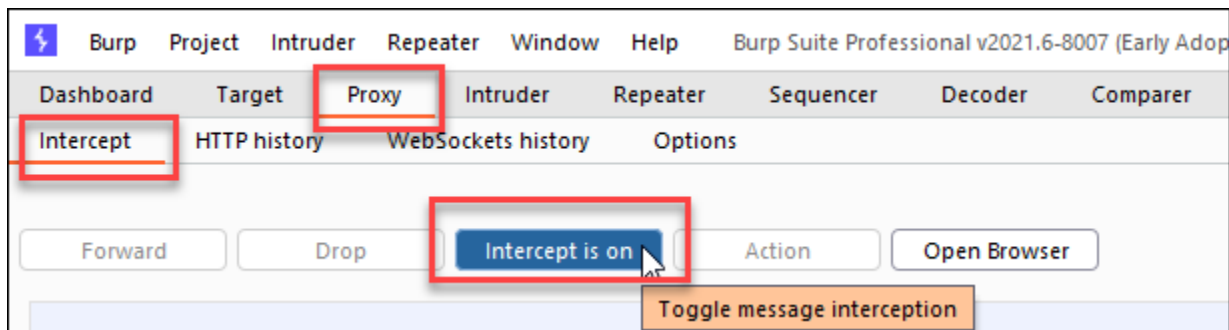 Burp Project Intruder Repeater Window Help Burp Suite Professional v2021.6-8007 (Early Adop
Dashboard Target Proxy Intruder Repeater Sequencer Decoder Comparer
Intercept HTTP history WebSockets history Options
Forward Drop Intercept is on Action Open Browser
Toggle message interception